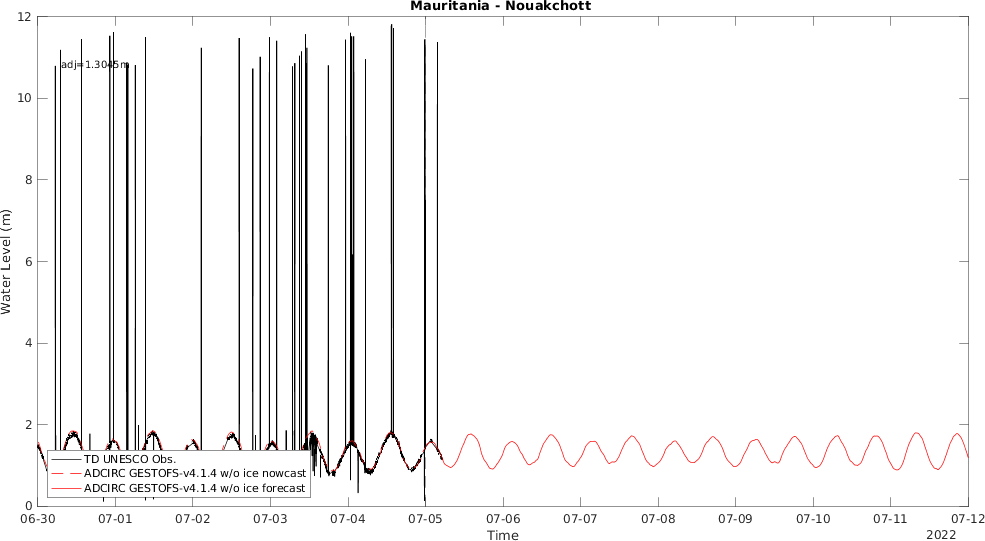 Mauritania - Nouakchott
12
10
8
6
4
2
0
Water Level (m)
adj=1.3045m
TD UNESCO Obs.
ADCIRC GESTOFS-v4.1.4 w/o ice nowcast
ADCIRC GESTOFS-v4.1.4 w/o ice forecast
06-30 07-01 07-02 07-03 07-04 07-05 07-06 07-07 07-08 07-09 07-10 07-11 07-12
Time
2022